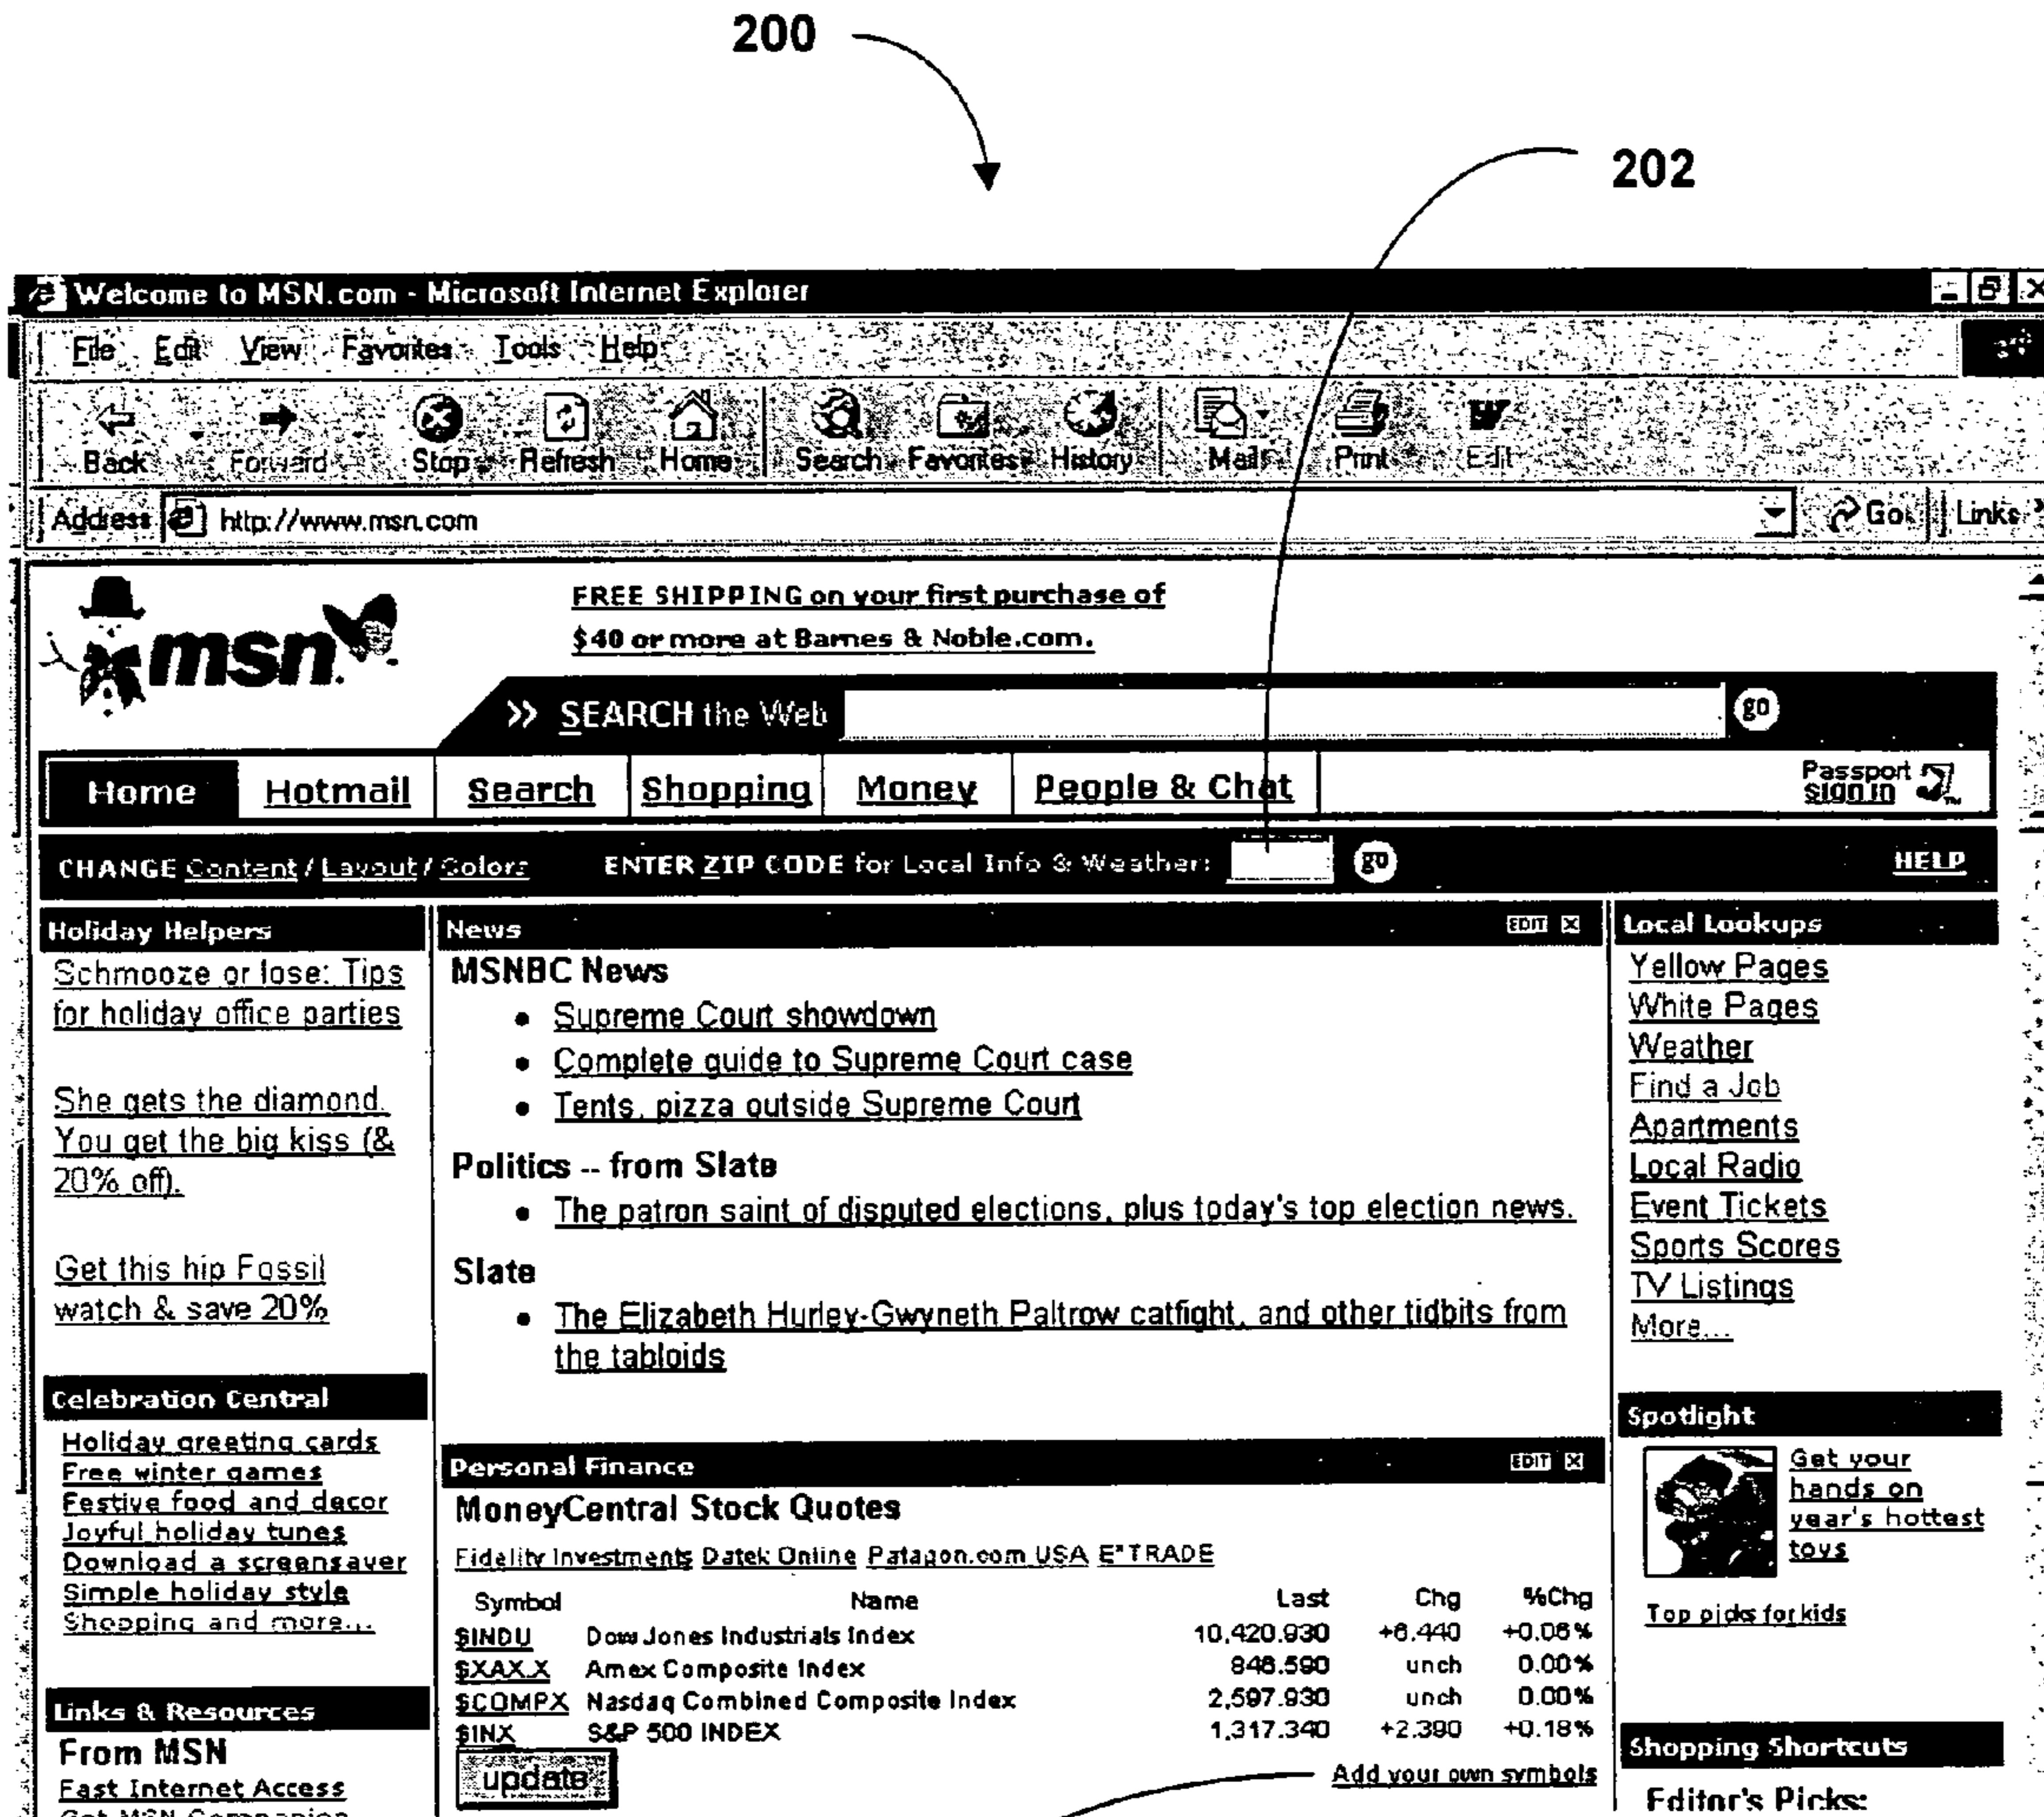 200
202
Welcome to MSN.com - Microsoft Internet Explorer
File Edit View Favorites Tools Help
Back Forward Stop Refresh Home Search Favorites History Mail Print Edit
Address http://www.msn.com Go Links
msn
FREE SHIPPING on your first purchase of
$40 or more at Barnes & Noble.com.
>> SEARCH the Web go
Home Hotmail Search Shopping Money People & Chat Passport
sign in TM
CHANGE Content / Layout / Colors ENTER ZIP CODE for Local Info & Weather: go HELP
Holiday Helpers
Schmooze or lose: Tips
for holiday office parties
She gets the diamond.
You get the big kiss (&
20% off).
Get this hip Fossil
watch & save 20%
Celebration Central
Holiday greeting cards
Free winter games
Festive food and decor
Joyful holiday tunes
Download a screensaver
Simple holiday style
Shopping and more...
Links & Resources
From MSN
Fast Internet Access
Get MSN Companion
News EDIT X
MSNBC News
• Supreme Court showdown
• Complete guide to Supreme Court case
• Tents, pizza outside Supreme Court
Politics -- from Slate
• The patron saint of disputed elections, plus today's top election news.
Slate
• The Elizabeth Hurley-Gwyneth Paltrow catfight, and other tidbits from
the tabloids
Personal Finance EDIT X
MoneyCentral Stock Quotes
Fidelity Investments Datek Online Patagon.com USA E*TRADE
Symbol Name Last Chg %Chg
$INDU Dow Jones Industrials Index 10,420.930 +6.440 +0.06%
$XAX.X Amex Composite Index 846.590 unch 0.00%
$COMPX Nasdaq Combined Composite Index 2,597.930 unch 0.00%
$INX S&P 500 INDEX 1,317.340 +2.390 +0.18%
update
Add your own symbols
Local Lookups
Yellow Pages
White Pages
Weather
Find a Job
Apartments
Local Radio
Event Tickets
Sports Scores
TV Listings
More...
Spotlight
Get your
hands on
year's hottest
toys
Top picks for kids
Shopping Shortcuts
Editor's Picks: